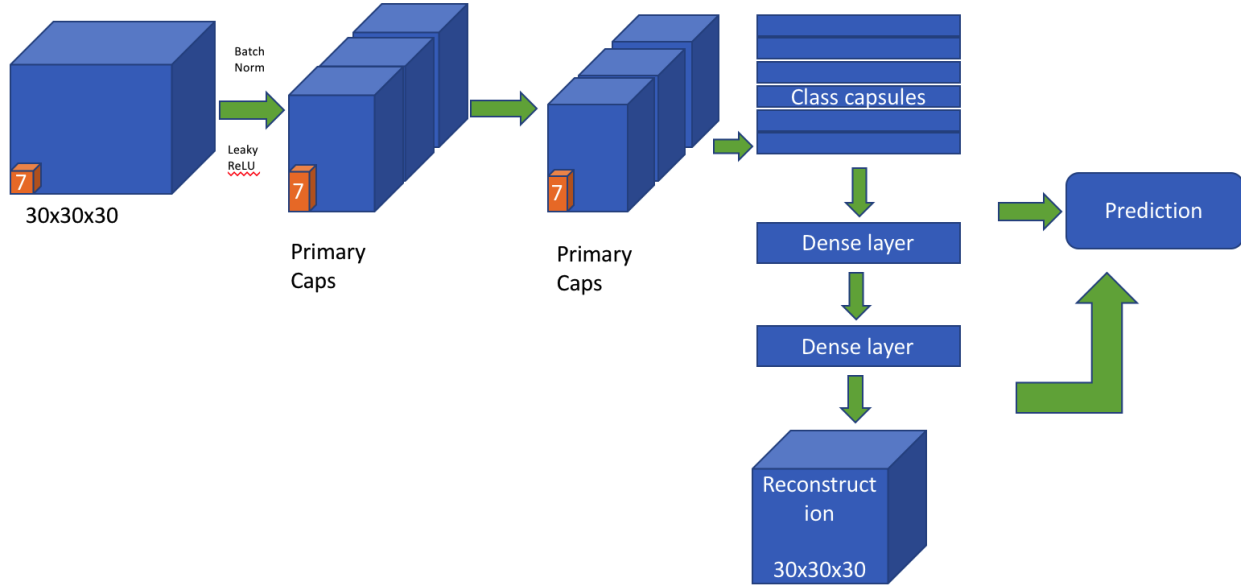 Batch
Norm
Leaky
ReLU
7
30x30x30
7
Primary
Caps
7
Primary
Caps
Class capsules
Dense layer
Dense layer
Reconstruct
ion
30x30x30
Prediction